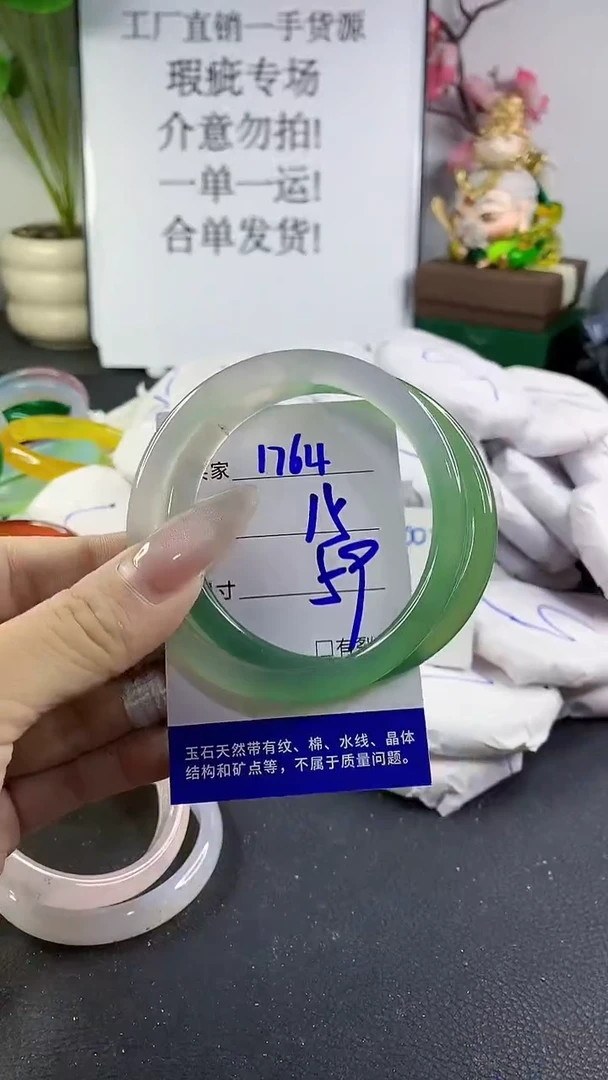 工厂直销一手货源
瑕疵专场
介意勿拍!
一单一运!
合单发货!
家 1764
寸 59
□有裂
玉石天然带有纹、棉、水线、晶体
结构和矿点等，不属于质量问题。